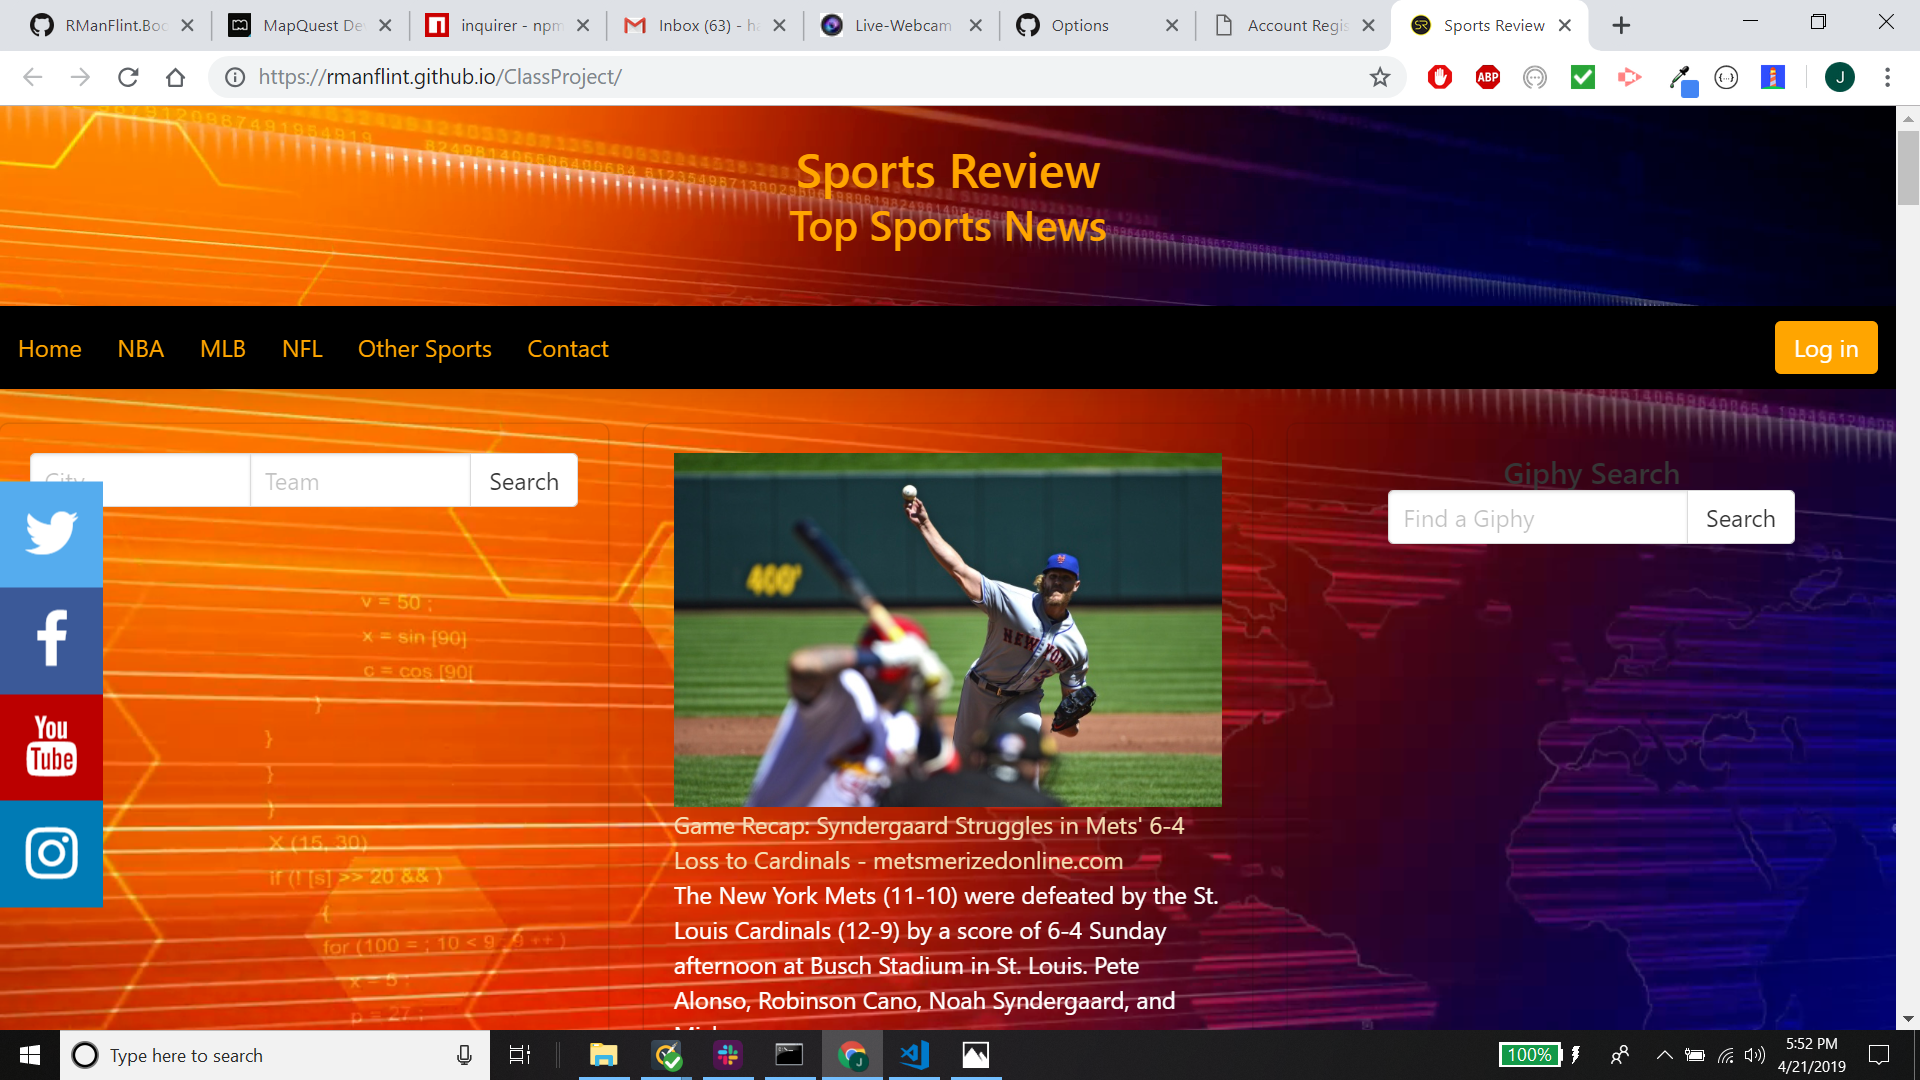 RManFlint.Boo
MapQuest De
inquirer - npm
Inbox (63) - ha
Live-Webcam
Options
Account Regis
Sports Review
https://rmanflint.github.io/ClassProject/
ABP
J
Sports Review
Top Sports News
Home
NBA
MLB
NFL
Other Sports
Contact
Log in
City
Team
Search
Giphy Search
Find a Giphy
Search
You
Tube
400'
NEW YORK
v = 50 ;
x = sin [90]
c = cos [90[
}
}
}
}
X (15, 30)
if (! [s] >> 20 && )
{
for (100 = ; 10 < 9 ; 9 ++ )
x = 5 ;
p = 27 ;
Game Recap: Syndergaard Struggles in Mets' 6-4
Loss to Cardinals - metsmerizedonline.com
The New York Mets (11-10) were defeated by the St.
Louis Cardinals (12-9) by a score of 6-4 Sunday
afternoon at Busch Stadium in St. Louis. Pete
Alonso, Robinson Cano, Noah Syndergaard, and
Type here to search
100%
5:52 PM
4/21/2019